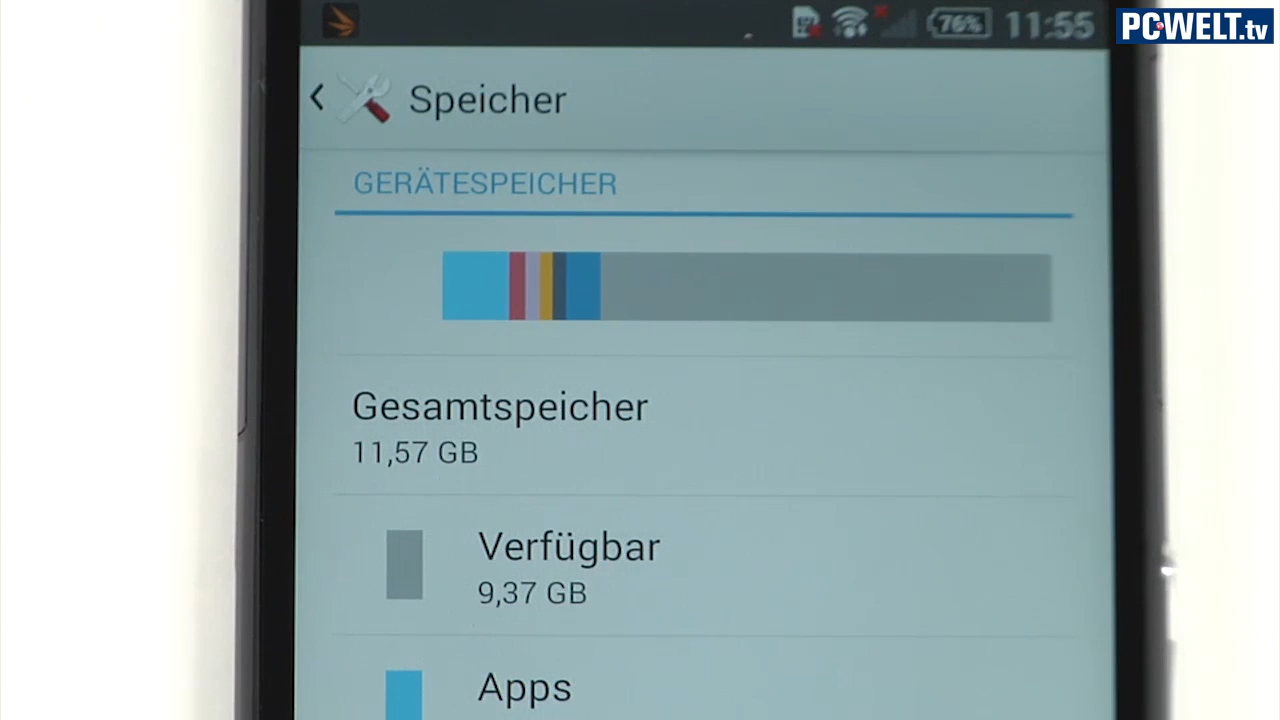 76%
11:55
PCWELT.tv
Speicher
GERÄTESPEICHER
Gesamtspeicher
11,57 GB
Verfügbar
9,37 GB
Apps